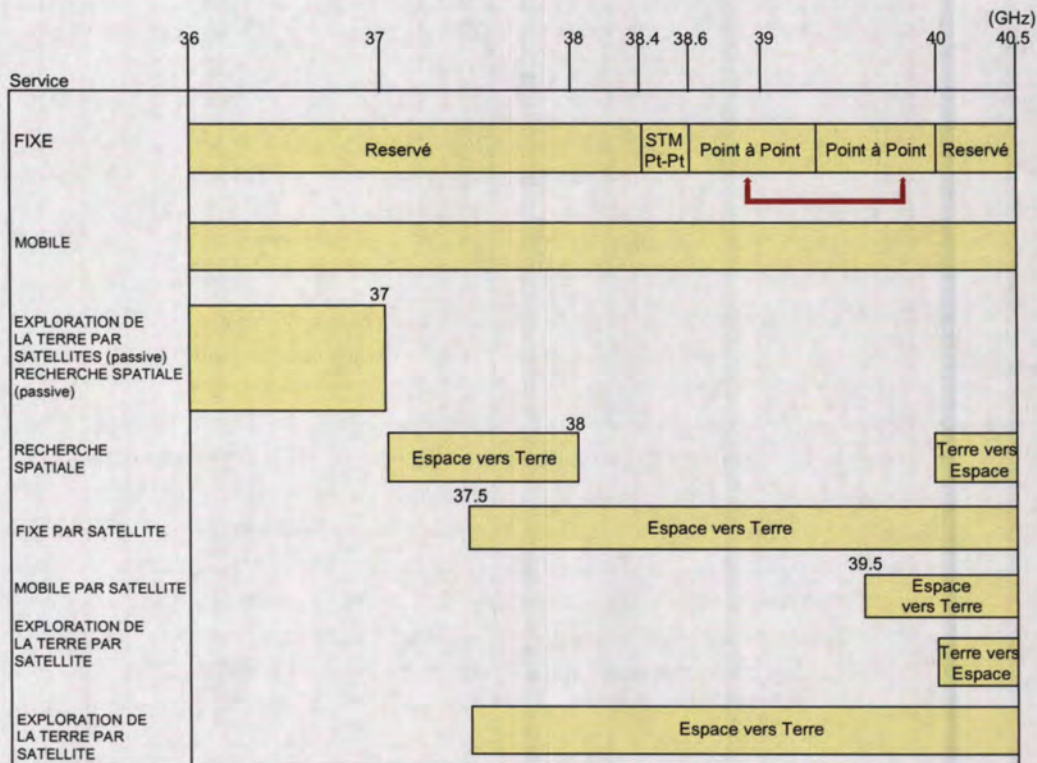 (GHz)
36 37 38 38.4 38.6 39 40 40.5
Service
FIXE
Reservé
STM
Pt-Pt
Point à Point
Point à Point
Reservé
MOBILE
37
EXPLORATION DE
LA TERRE PAR
SATELLITES (passive)
RECHERCHE SPATIALE
(passive)
38
RECHERCHE
SPATIALE
Espace vers Terre
Terre vers
Espace
37.5
FIXE PAR SATELLITE
Espace vers Terre
39.5
MOBILE PAR SATELLITE
Espace
vers Terre
EXPLORATION DE
LA TERRE PAR
SATELLITE
Terre vers
Espace
EXPLORATION DE
LA TERRE PAR
SATELLITE
Espace vers Terre